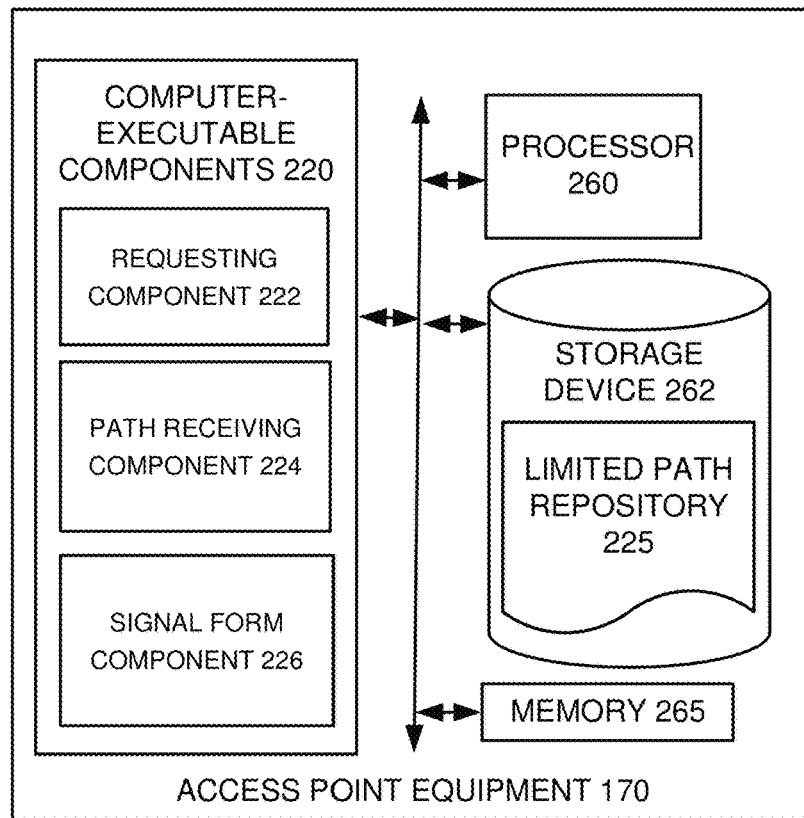 COMPUTER-
EXECUTABLE
COMPONENTS 220
REQUESTING
COMPONENT 222
PATH RECEIVING
COMPONENT 224
SIGNAL FORM
COMPONENT 226
PROCESSOR
260
STORAGE
DEVICE 262
LIMITED PATH
REPOSITORY
225
MEMORY 265
ACCESS POINT EQUIPMENT 170